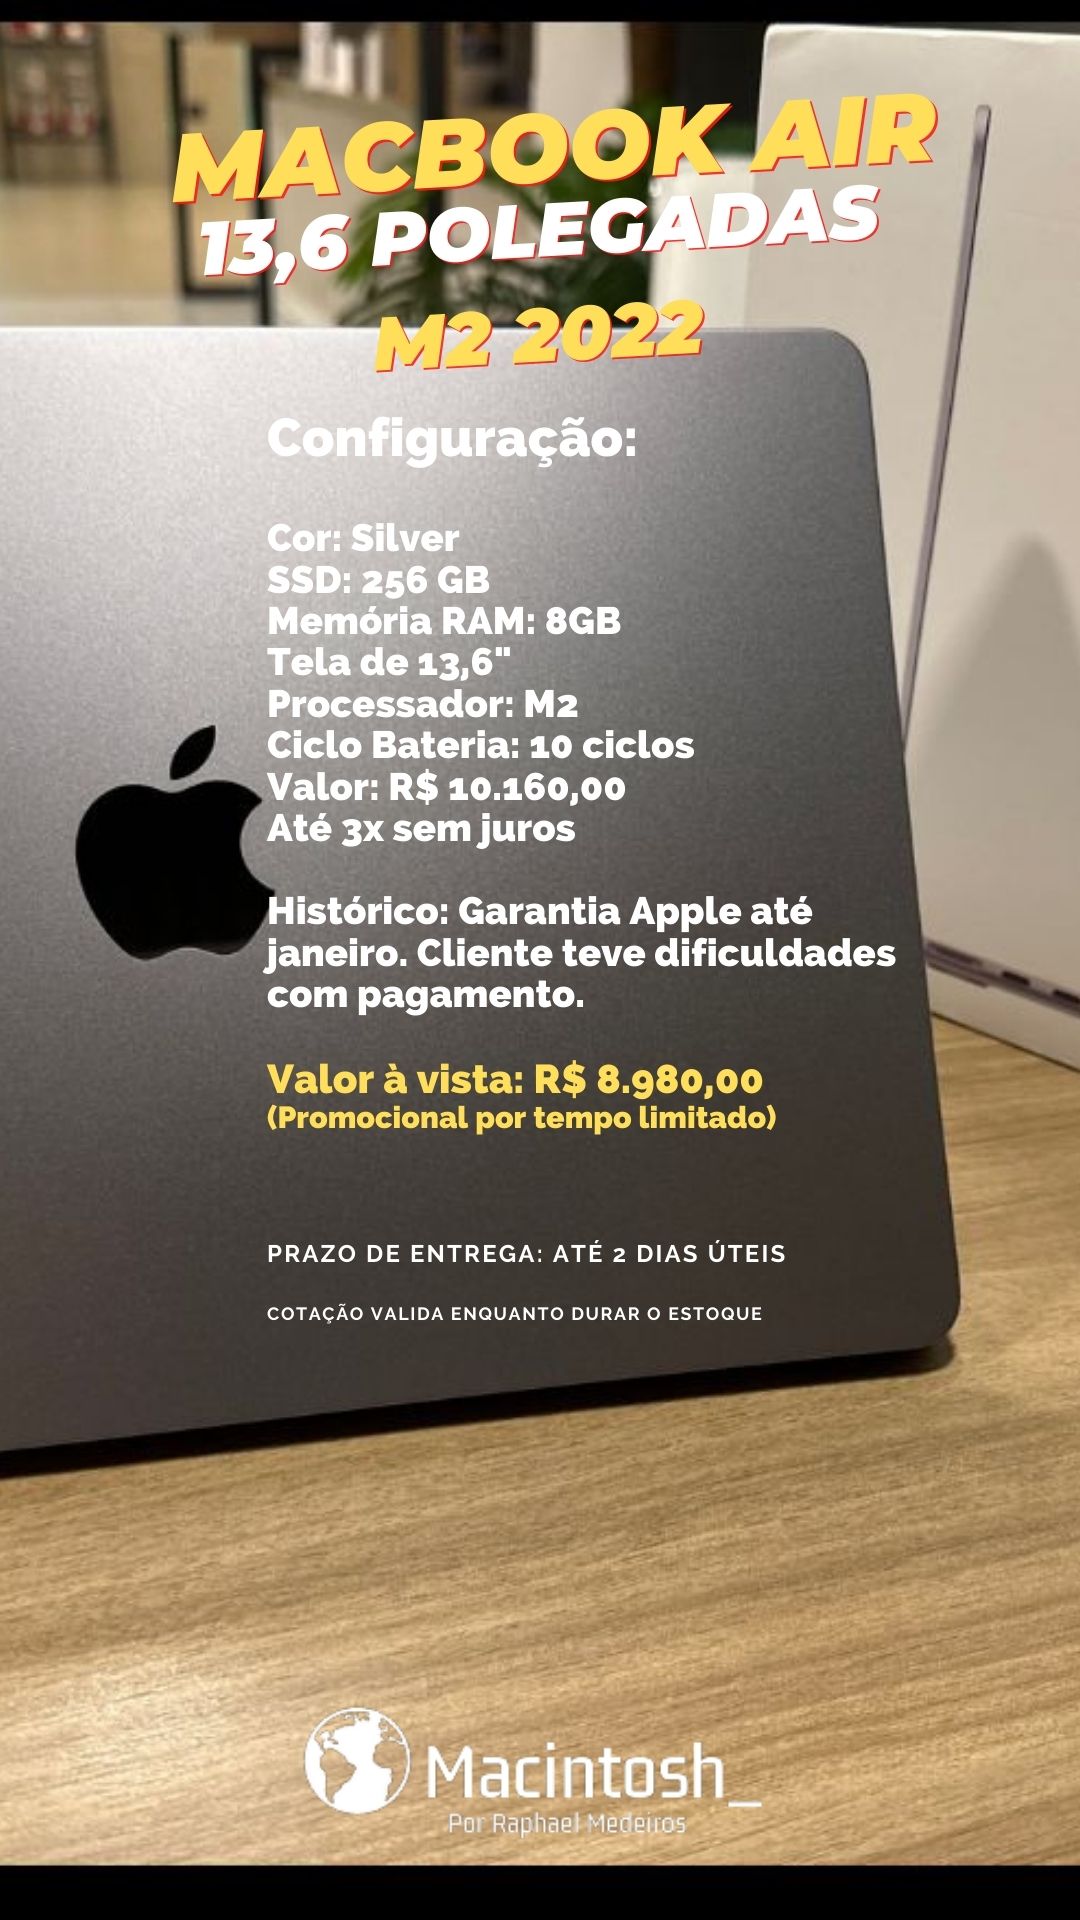 MACBOOK AIR
13,6 POLEGADAS
M2 2022
Configuração:
Cor: Silver
SSD: 256 GB
Memória RAM: 8GB
Tela de 13,6"
Processador: M2
Ciclo Bateria: 10 ciclos
Valor: R$ 10.160,00
Até 3x sem juros
Histórico: Garantia Apple até
janeiro. Cliente teve dificuldades
com pagamento.
Valor à vista: R$ 8.980,00
(Promocional por tempo limitado)
PRAZO DE ENTREGA: ATÉ 2 DIAS ÚTEIS
COTAÇÃO VALIDA ENQUANTO DURAR O ESTOQUE
Macintosh_
Por Raphael Medeiros